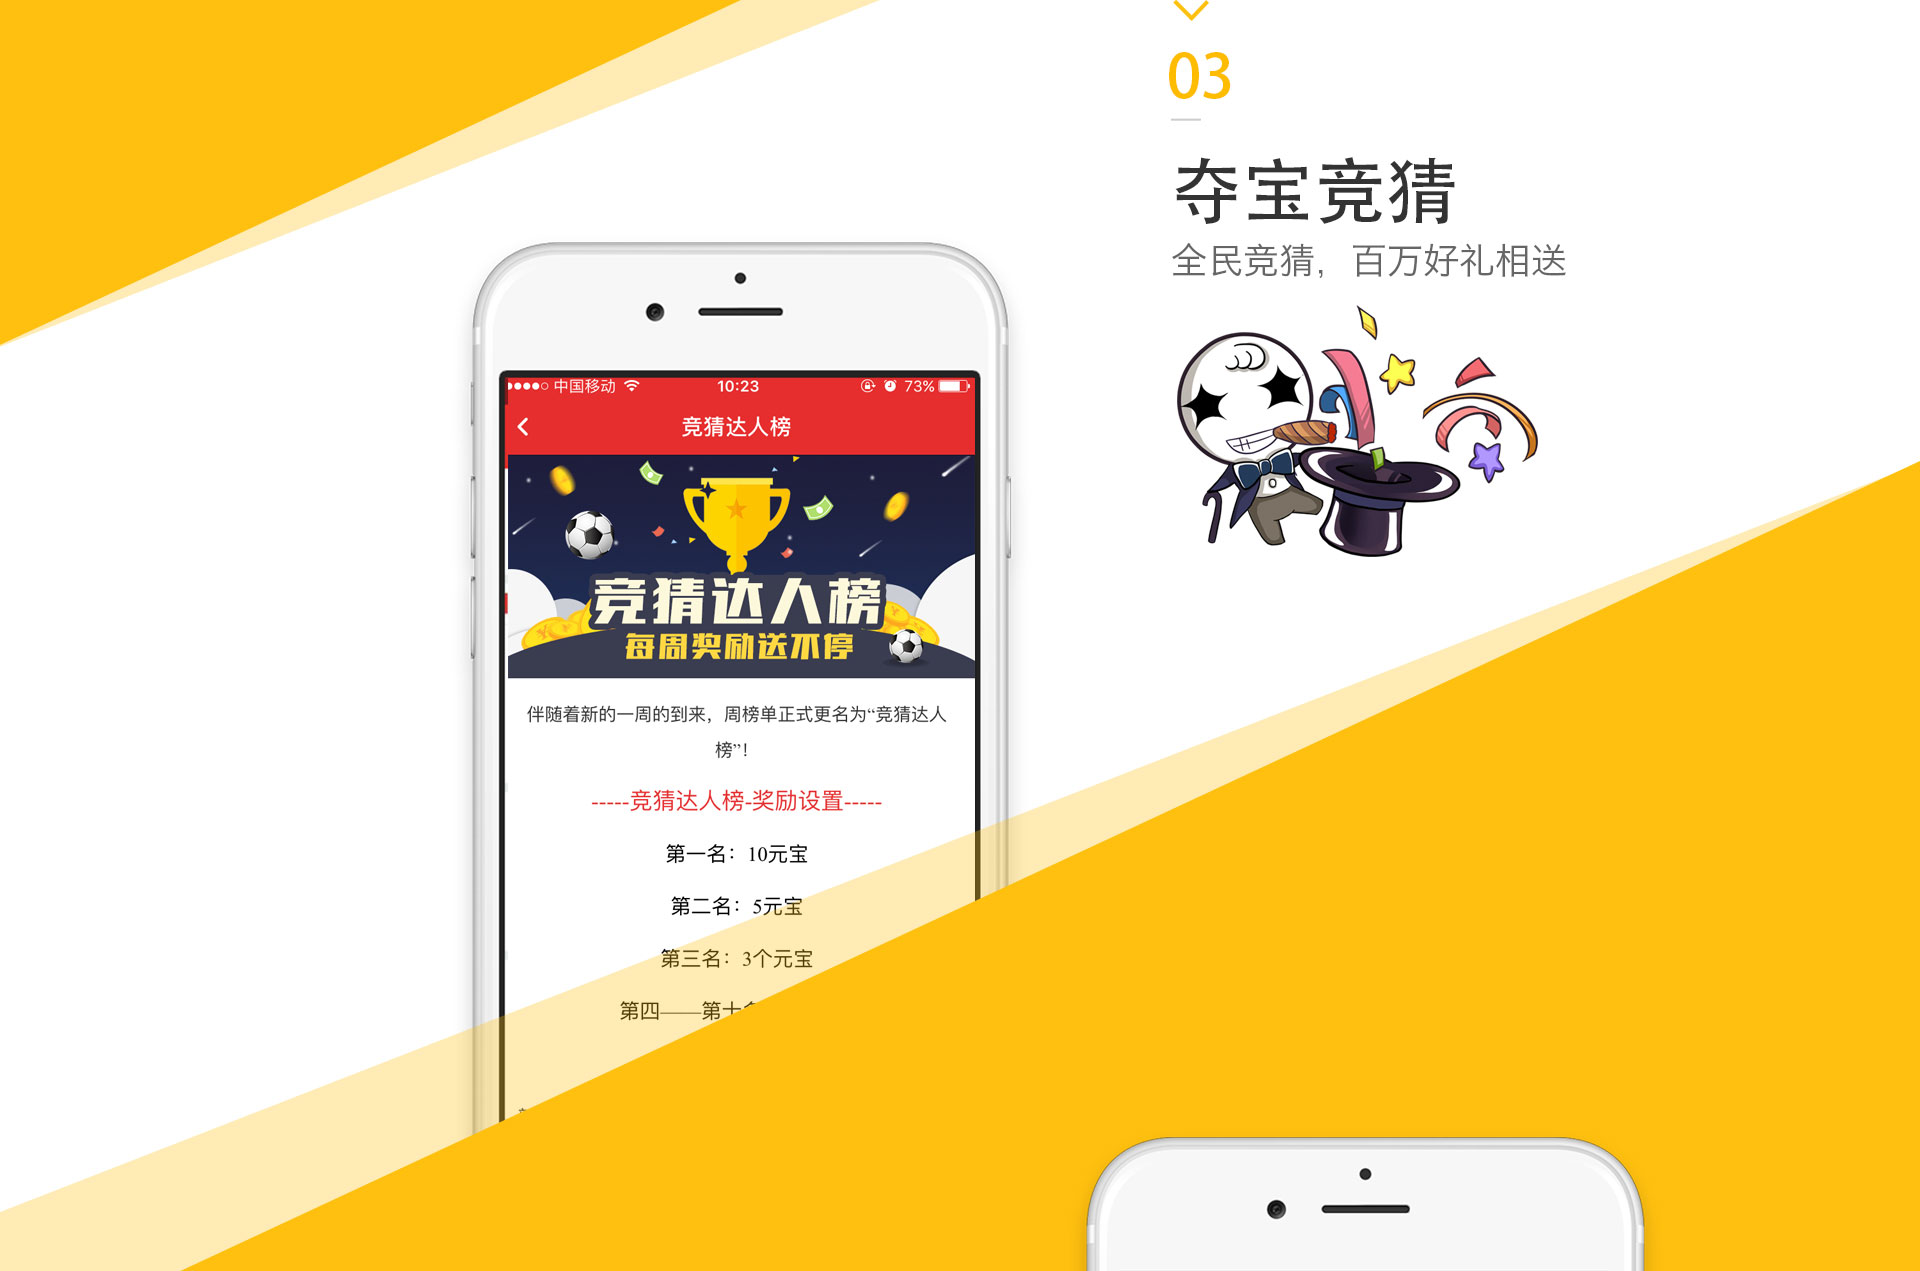 03
夺宝竞猜
全民竞猜，百万好礼相送
中国移动 10:23 73%
竞猜达人榜
竞猜达人榜
每周奖励送不停
伴随着新的一周的到来，周榜单正式更名为“竞猜达人
榜”！
-----竞猜达人榜-奖励设置-----
第一名：10元宝
第二名：5元宝
第三名：3个元宝
第四——第十